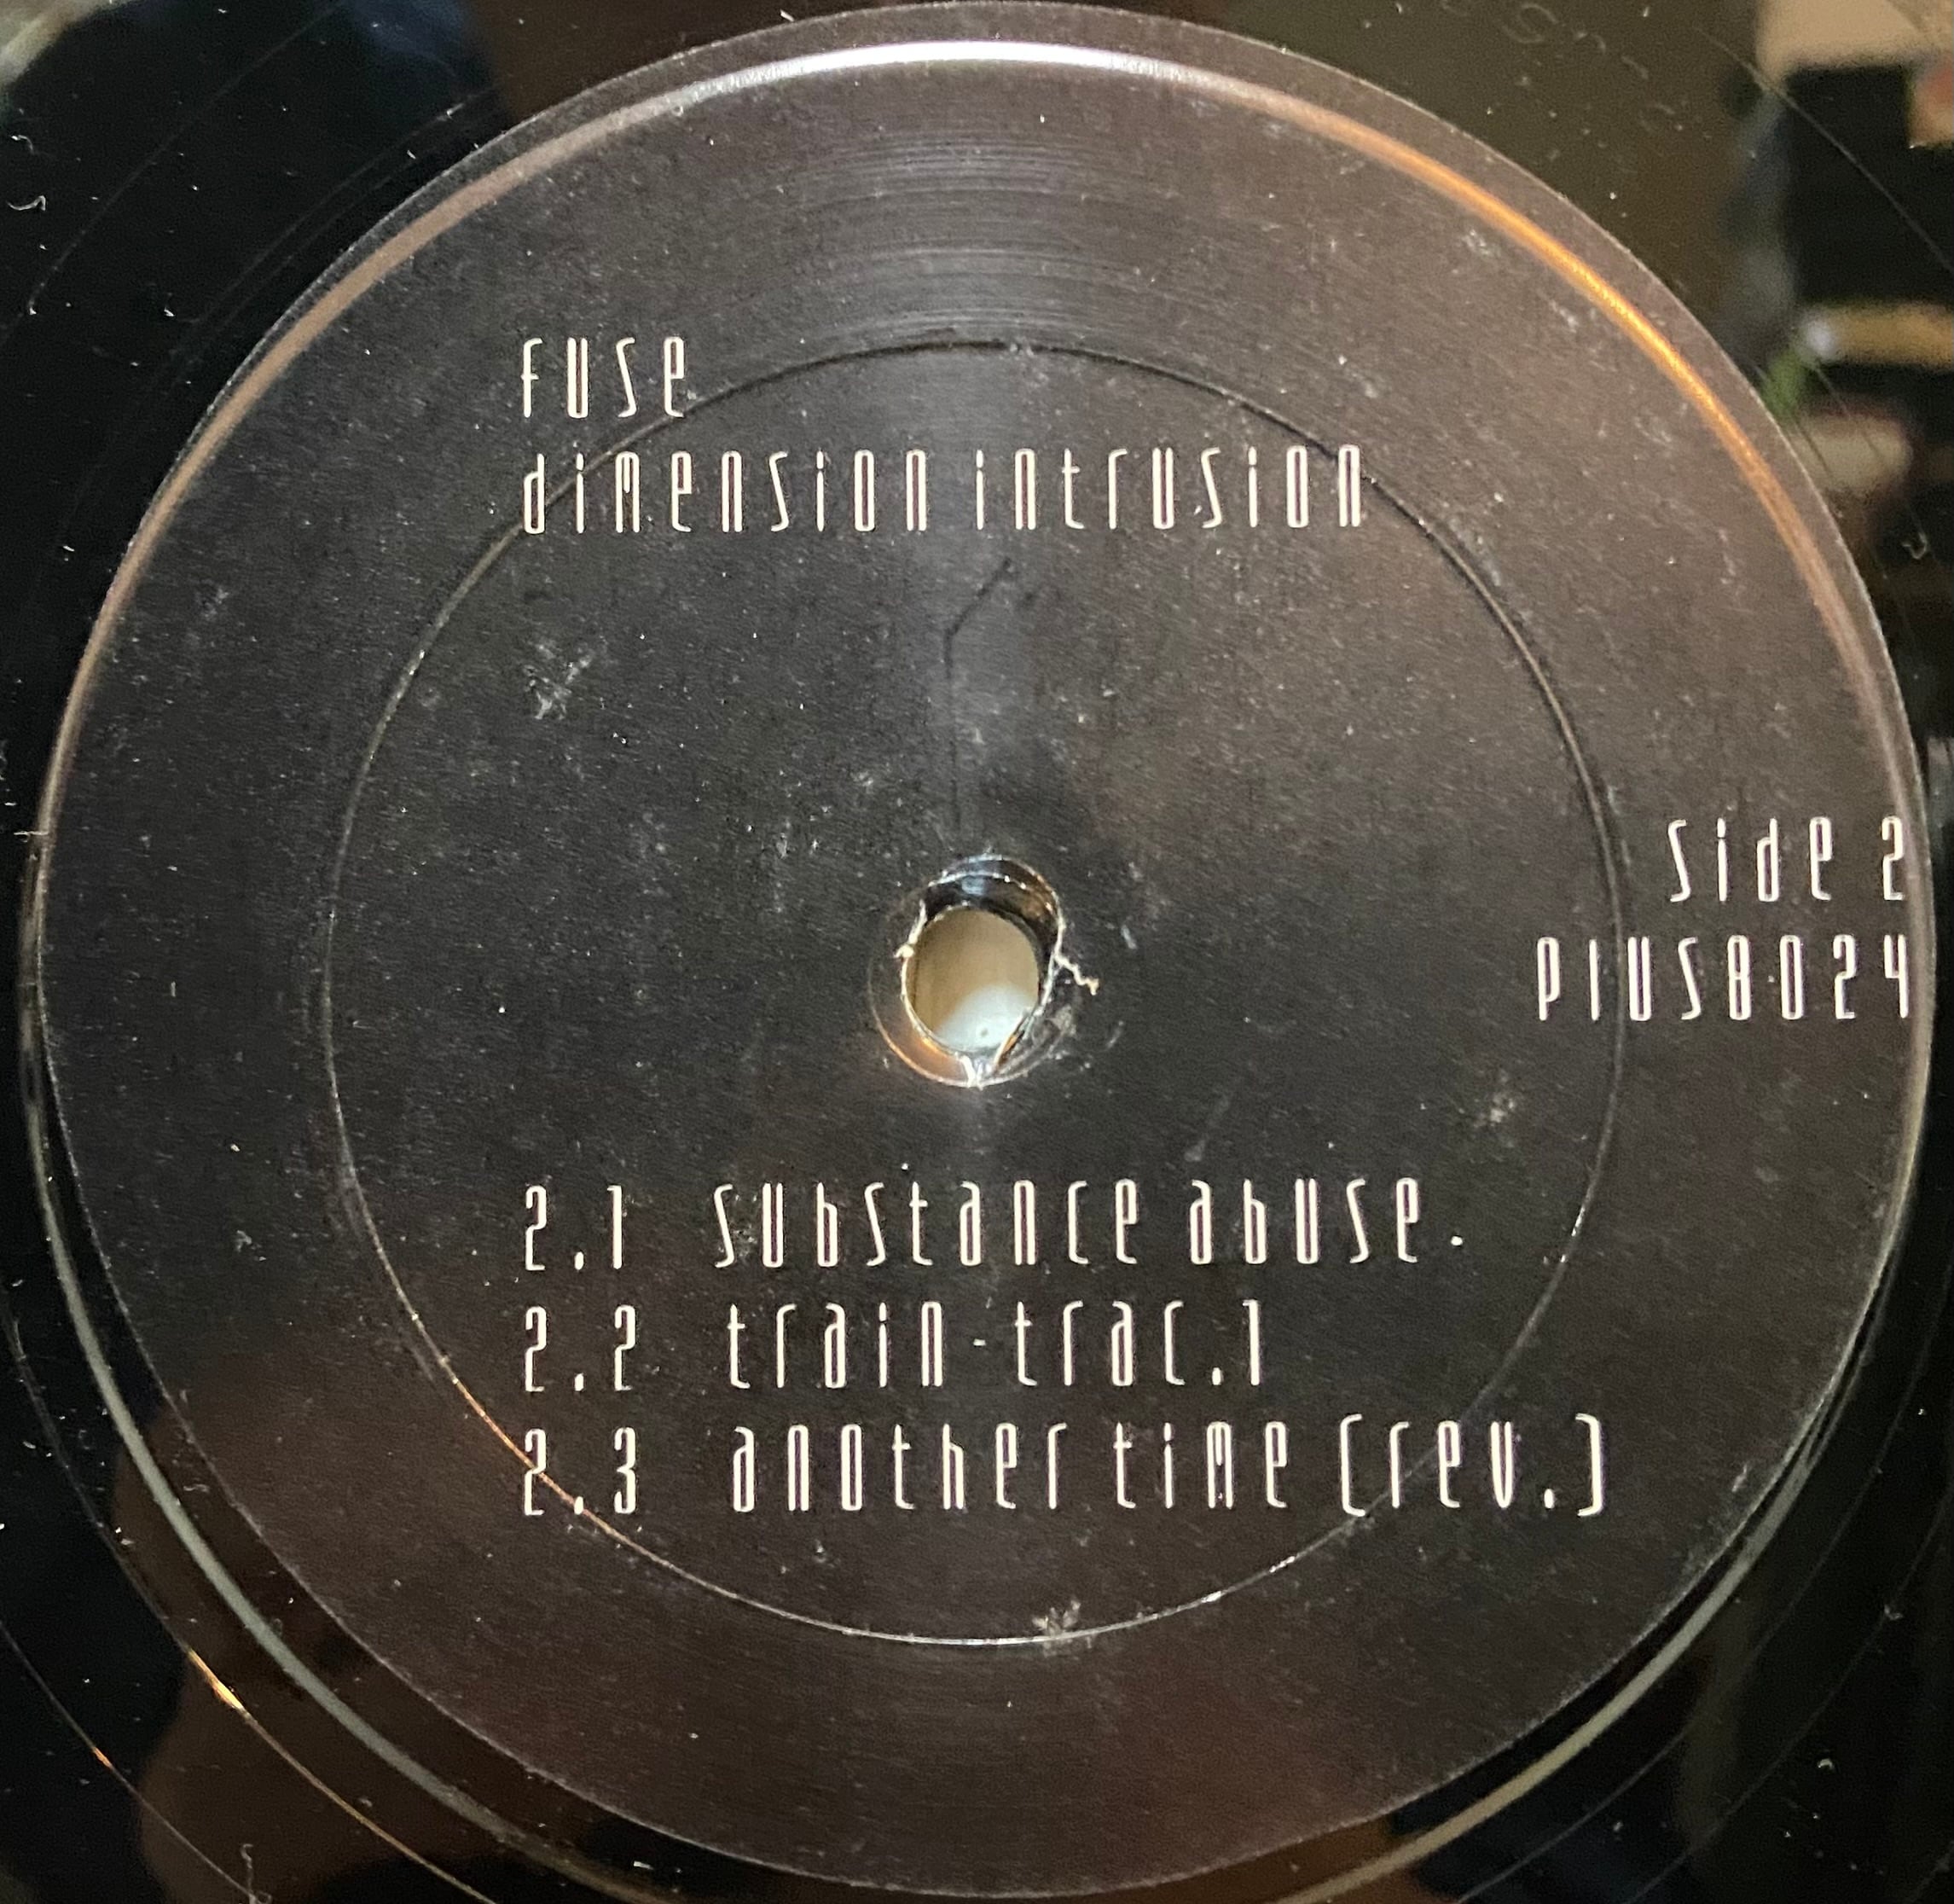 fuse
dimension intrusion
side 2
plus8024
2.1 substance abuse.
2.2 train-trac.1
2.3 another time (rev.)